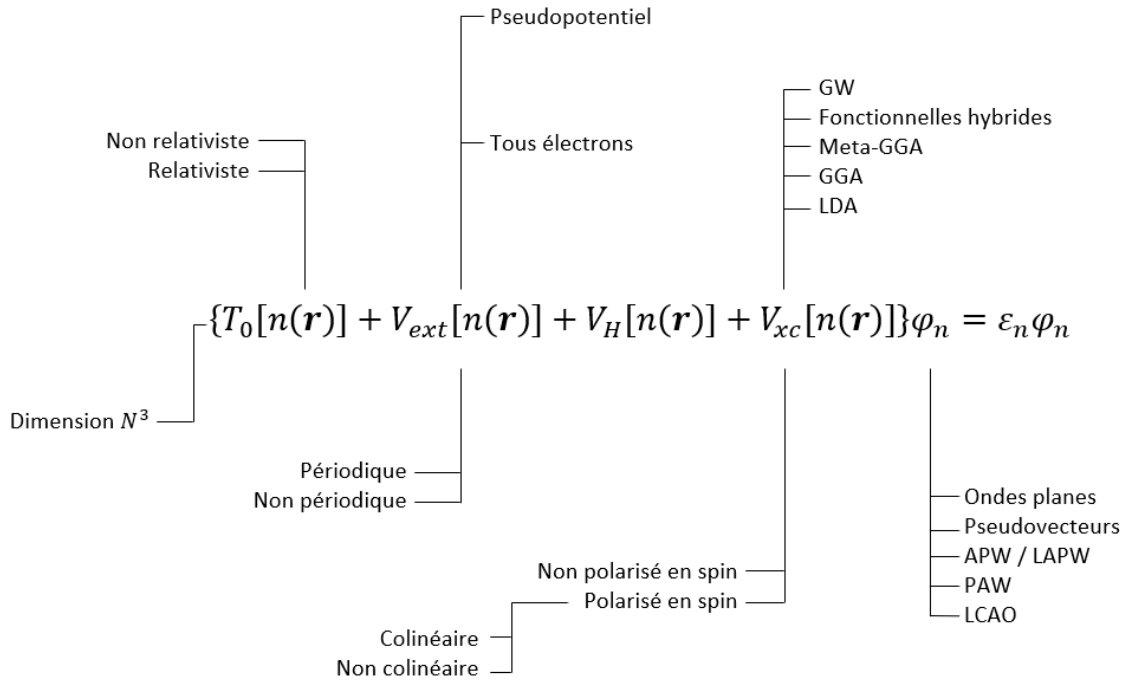 Pseudopotentiel
GW
Fonctionnelles hybrides
Non relativiste
Tous électrons
Meta-GGA
Relativiste
GGA
LDA
{T₀[n(r)] + V_ext[n(r)] + V_H[n(r)] + V_xc[n(r)]}φₙ = εₙφₙ
Dimension N³
Périodique
Non périodique
Ondes planes
Pseudovecteurs
APW / LAPW
PAW
LCAO
Non polarisé en spin
Polarisé en spin
Colinéaire
Non colinéaire